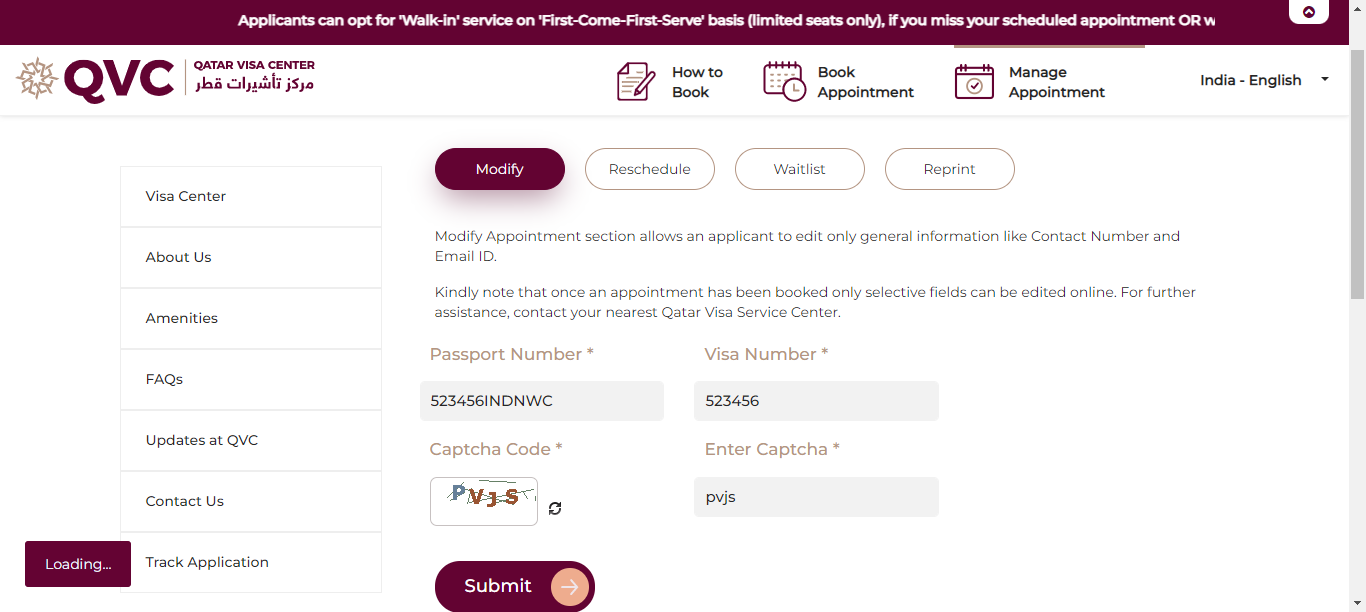 Applicants can opt for 'Walk-in' service on 'First-Come-First-Serve' basis (limited seats only), if you miss your scheduled appointment OR w
QVC
QATAR VISA CENTER
مركز تأشيرات قطر
How to
Book
Book
Appointment
Manage
Appointment
India - English
Visa Center
About Us
Amenities
FAQs
Updates at QVC
Contact Us
Track Application
Loading...
Modify
Reschedule
Waitlist
Reprint
Modify Appointment section allows an applicant to edit only general information like Contact Number and
Email ID.
Kindly note that once an appointment has been booked only selective fields can be edited online. For further
assistance, contact your nearest Qatar Visa Service Center.
Passport Number *
Visa Number *
523456INDNWC
523456
Captcha Code *
Enter Captcha *
PVJS
pvjs
Submit